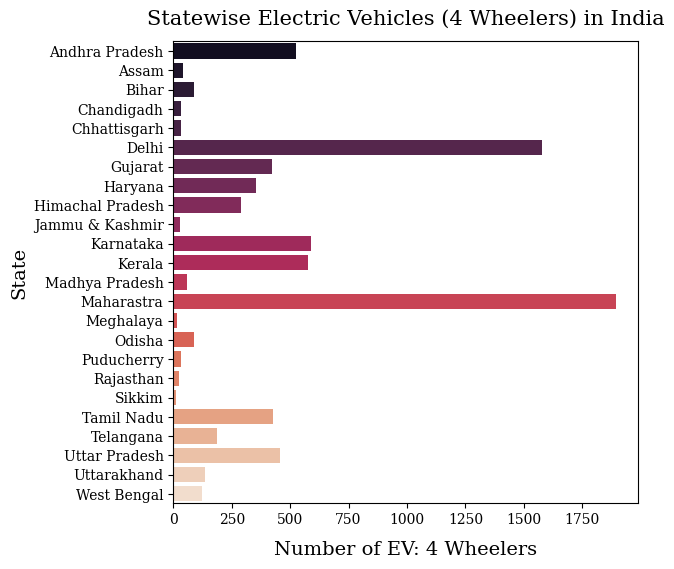 Statewise Electric Vehicles (4 Wheelers) in India
Andhra Pradesh
Assam
Bihar
Chandigadh
Chhattisgarh
Delhi
Gujarat
Haryana
Himachal Pradesh
Jammu & Kashmir
Karnataka
Kerala
Madhya Pradesh
Maharastra
Meghalaya
Odisha
Puducherry
Rajasthan
Sikkim
Tamil Nadu
Telangana
Uttar Pradesh
Uttarakhand
West Bengal
State
0 250 500 750 1000 1250 1500 1750
Number of EV: 4 Wheelers